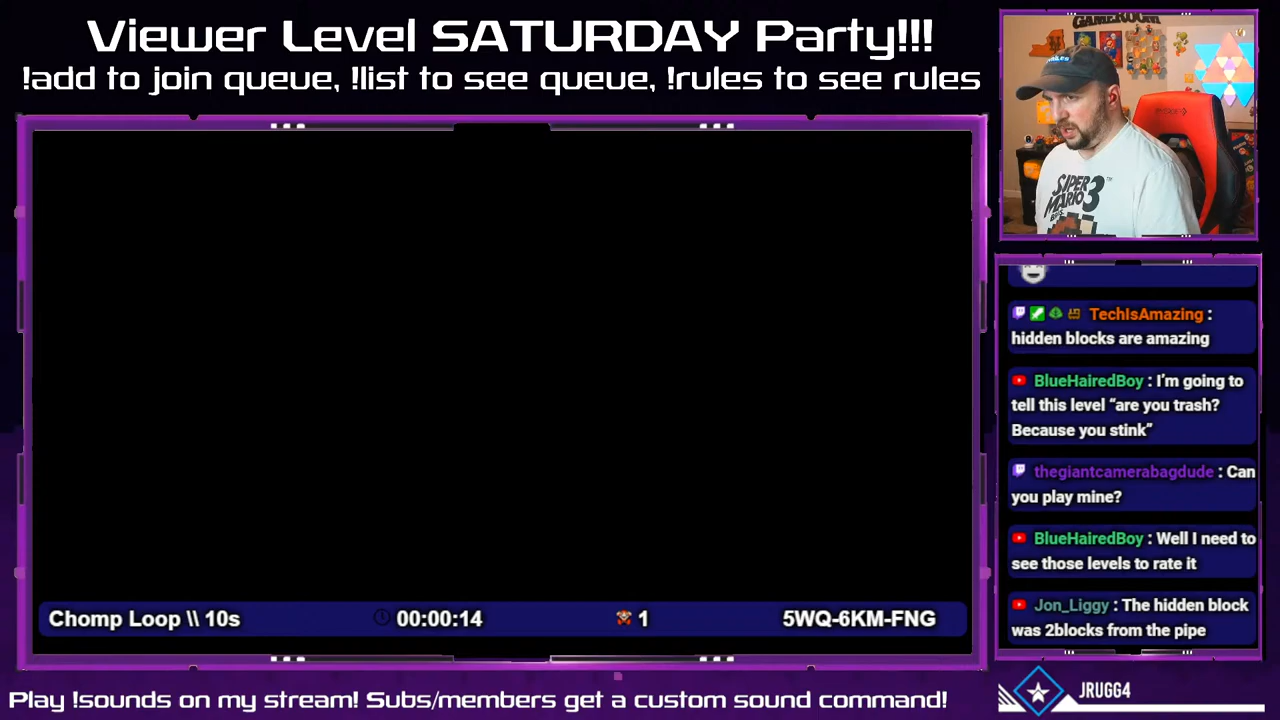 Viewer Level SATURDAY Party!!!
!add to join queue, !list to see queue, !rules to see rules
GAMEROOM
SUPER
MARIO 3
TechIsAmazing :
hidden blocks are amazing
BlueHairedBoy : I’m going to
tell this level “are you trash?
Because you stink”
thegiantcamerabagdude : Can
you play mine?
BlueHairedBoy : Well I need to
see those levels to rate it
Jon_Liggy : The hidden block
was 2blocks from the pipe
Chomp Loop \\ 10s
00:00:14
1
5WQ-6KM-FNG
Play !sounds on my stream! Subs/members get a custom sound command!
JRUGG4